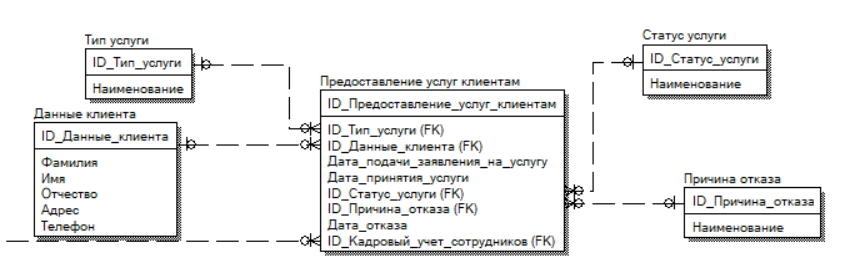 Тип услуги
ID_Тип_услуги
Наименование
Данные клиента
ID_Данные_клиента
Фамилия
Имя
Отчество
Адрес
Телефон
Предоставление услуг клиентам
ID_Предоставление_услуг_клиентам
ID_Тип_услуги (FK)
ID_Данные_клиента (FK)
Дата_подачи_заявления_на_услугу
Дата_принятия_услуги
ID_Статус_услуги (FK)
ID_Причина_отказа (FK)
Дата_отказа
ID_Кадровый_учет_сотрудников (FK)
Статус услуги
ID_Статус_услуги
Наименование
Причина отказа
ID_Причина_отказа
Наименование